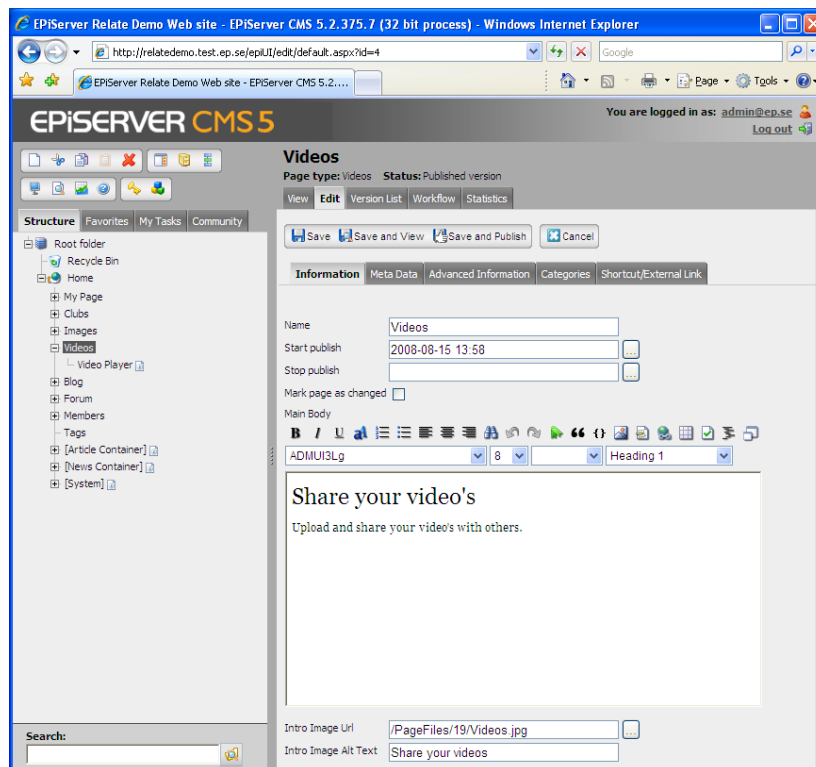 EPiServer Relate Demo Web site - EPiServer CMS 5.2.375.7 (32 bit process) - Windows Internet Explorer
http://relatedemo.test.ep.se/epiUI/edit/default.aspx?id=4
Google
EPiServer Relate Demo Web site - EPiServer CMS 5.2....
Page
Tools
EPiSERVER CMS 5
You are logged in as: admin@ep.se
Log out
Structure Favorites My Tasks Community
Root folder
Recycle Bin
Home
My Page
Clubs
Images
Videos
Video Player
Blog
Forum
Members
Tags
[Article Container]
[News Container]
[System]
Search:
Videos
Page type: Videos Status: Published version
View Edit Version List Workflow Statistics
Save Save and View Save and Publish Cancel
Information Meta Data Advanced Information Categories Shortcut/External Link
Name Videos
Start publish 2008-08-15 13:58 ...
Stop publish ...
Mark page as changed
Main Body
B I U
ADMUI3Lg 8 Heading 1
Share your video's
Upload and share your video's with others.
Intro Image Url /PageFiles/19/Videos.jpg ...
Intro Image Alt Text Share your videos